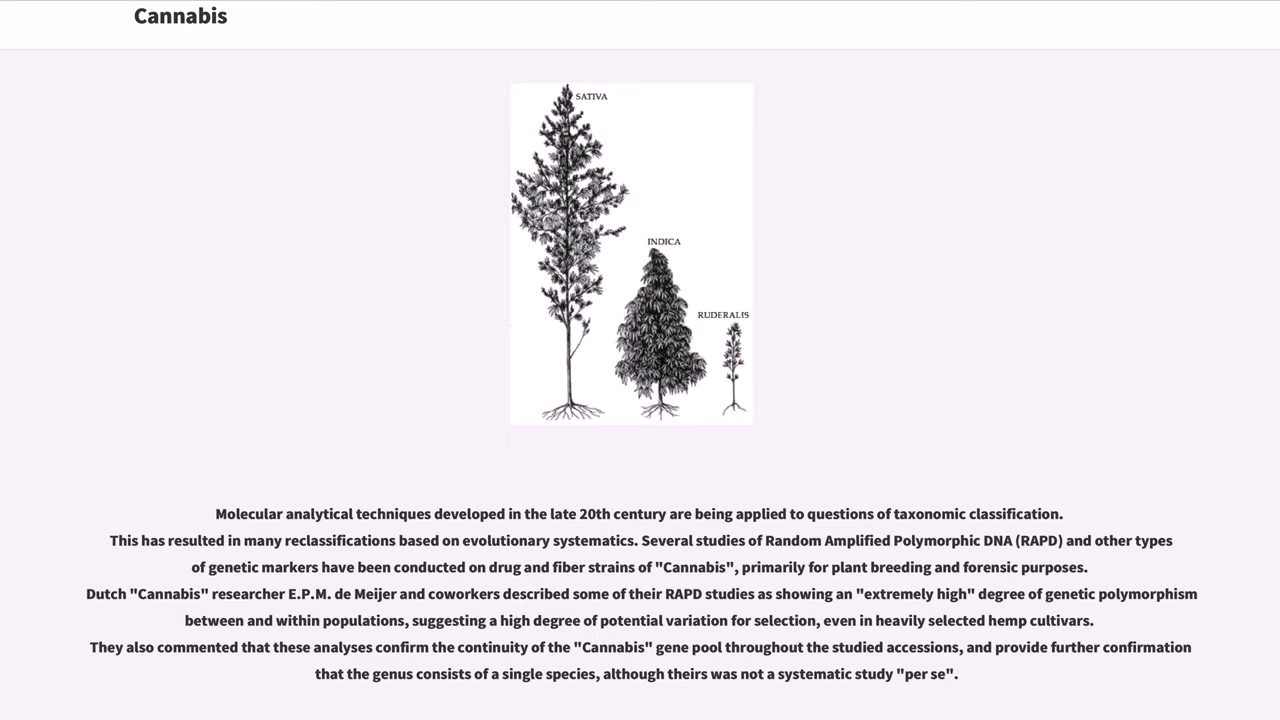 Cannabis
SATIVA
INDICA
RUDERALIS
Molecular analytical techniques developed in the late 20th century are being applied to questions of taxonomic classification.
This has resulted in many reclassifications based on evolutionary systematics. Several studies of Random Amplified Polymorphic DNA (RAPD) and other types
of genetic markers have been conducted on drug and fiber strains of "Cannabis", primarily for plant breeding and forensic purposes.
Dutch "Cannabis" researcher E.P.M. de Meijer and coworkers described some of their RAPD studies as showing an "extremely high" degree of genetic polymorphism
between and within populations, suggesting a high degree of potential variation for selection, even in heavily selected hemp cultivars.
They also commented that these analyses confirm the continuity of the "Cannabis" gene pool throughout the studied accessions, and provide further confirmation
that the genus consists of a single species, although theirs was not a systematic study "per se".